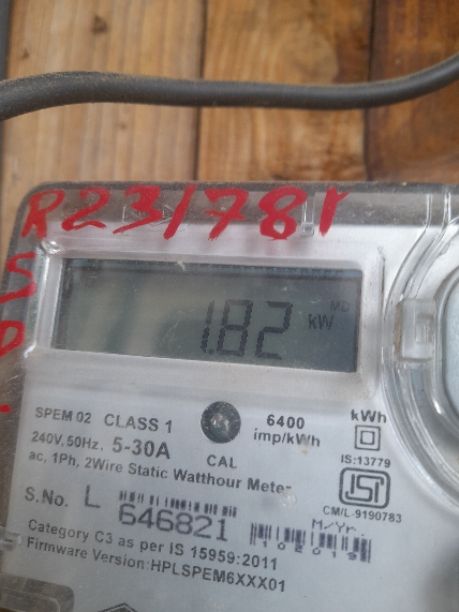 R231781
S
MD
1.82 kW
SPEM 02 CLASS 1
6400
imp/kWh
kWh
240V, 50Hz, 5-30A
CAL
IS:13779
ac, 1Ph, 2Wire Static Watthour Meter
ISI
S.No. L 646821
CM/L-9190783
M/Yr.
Category C3 as per IS 15959:2011
Firmware Version:HPLSPEM6XXX01